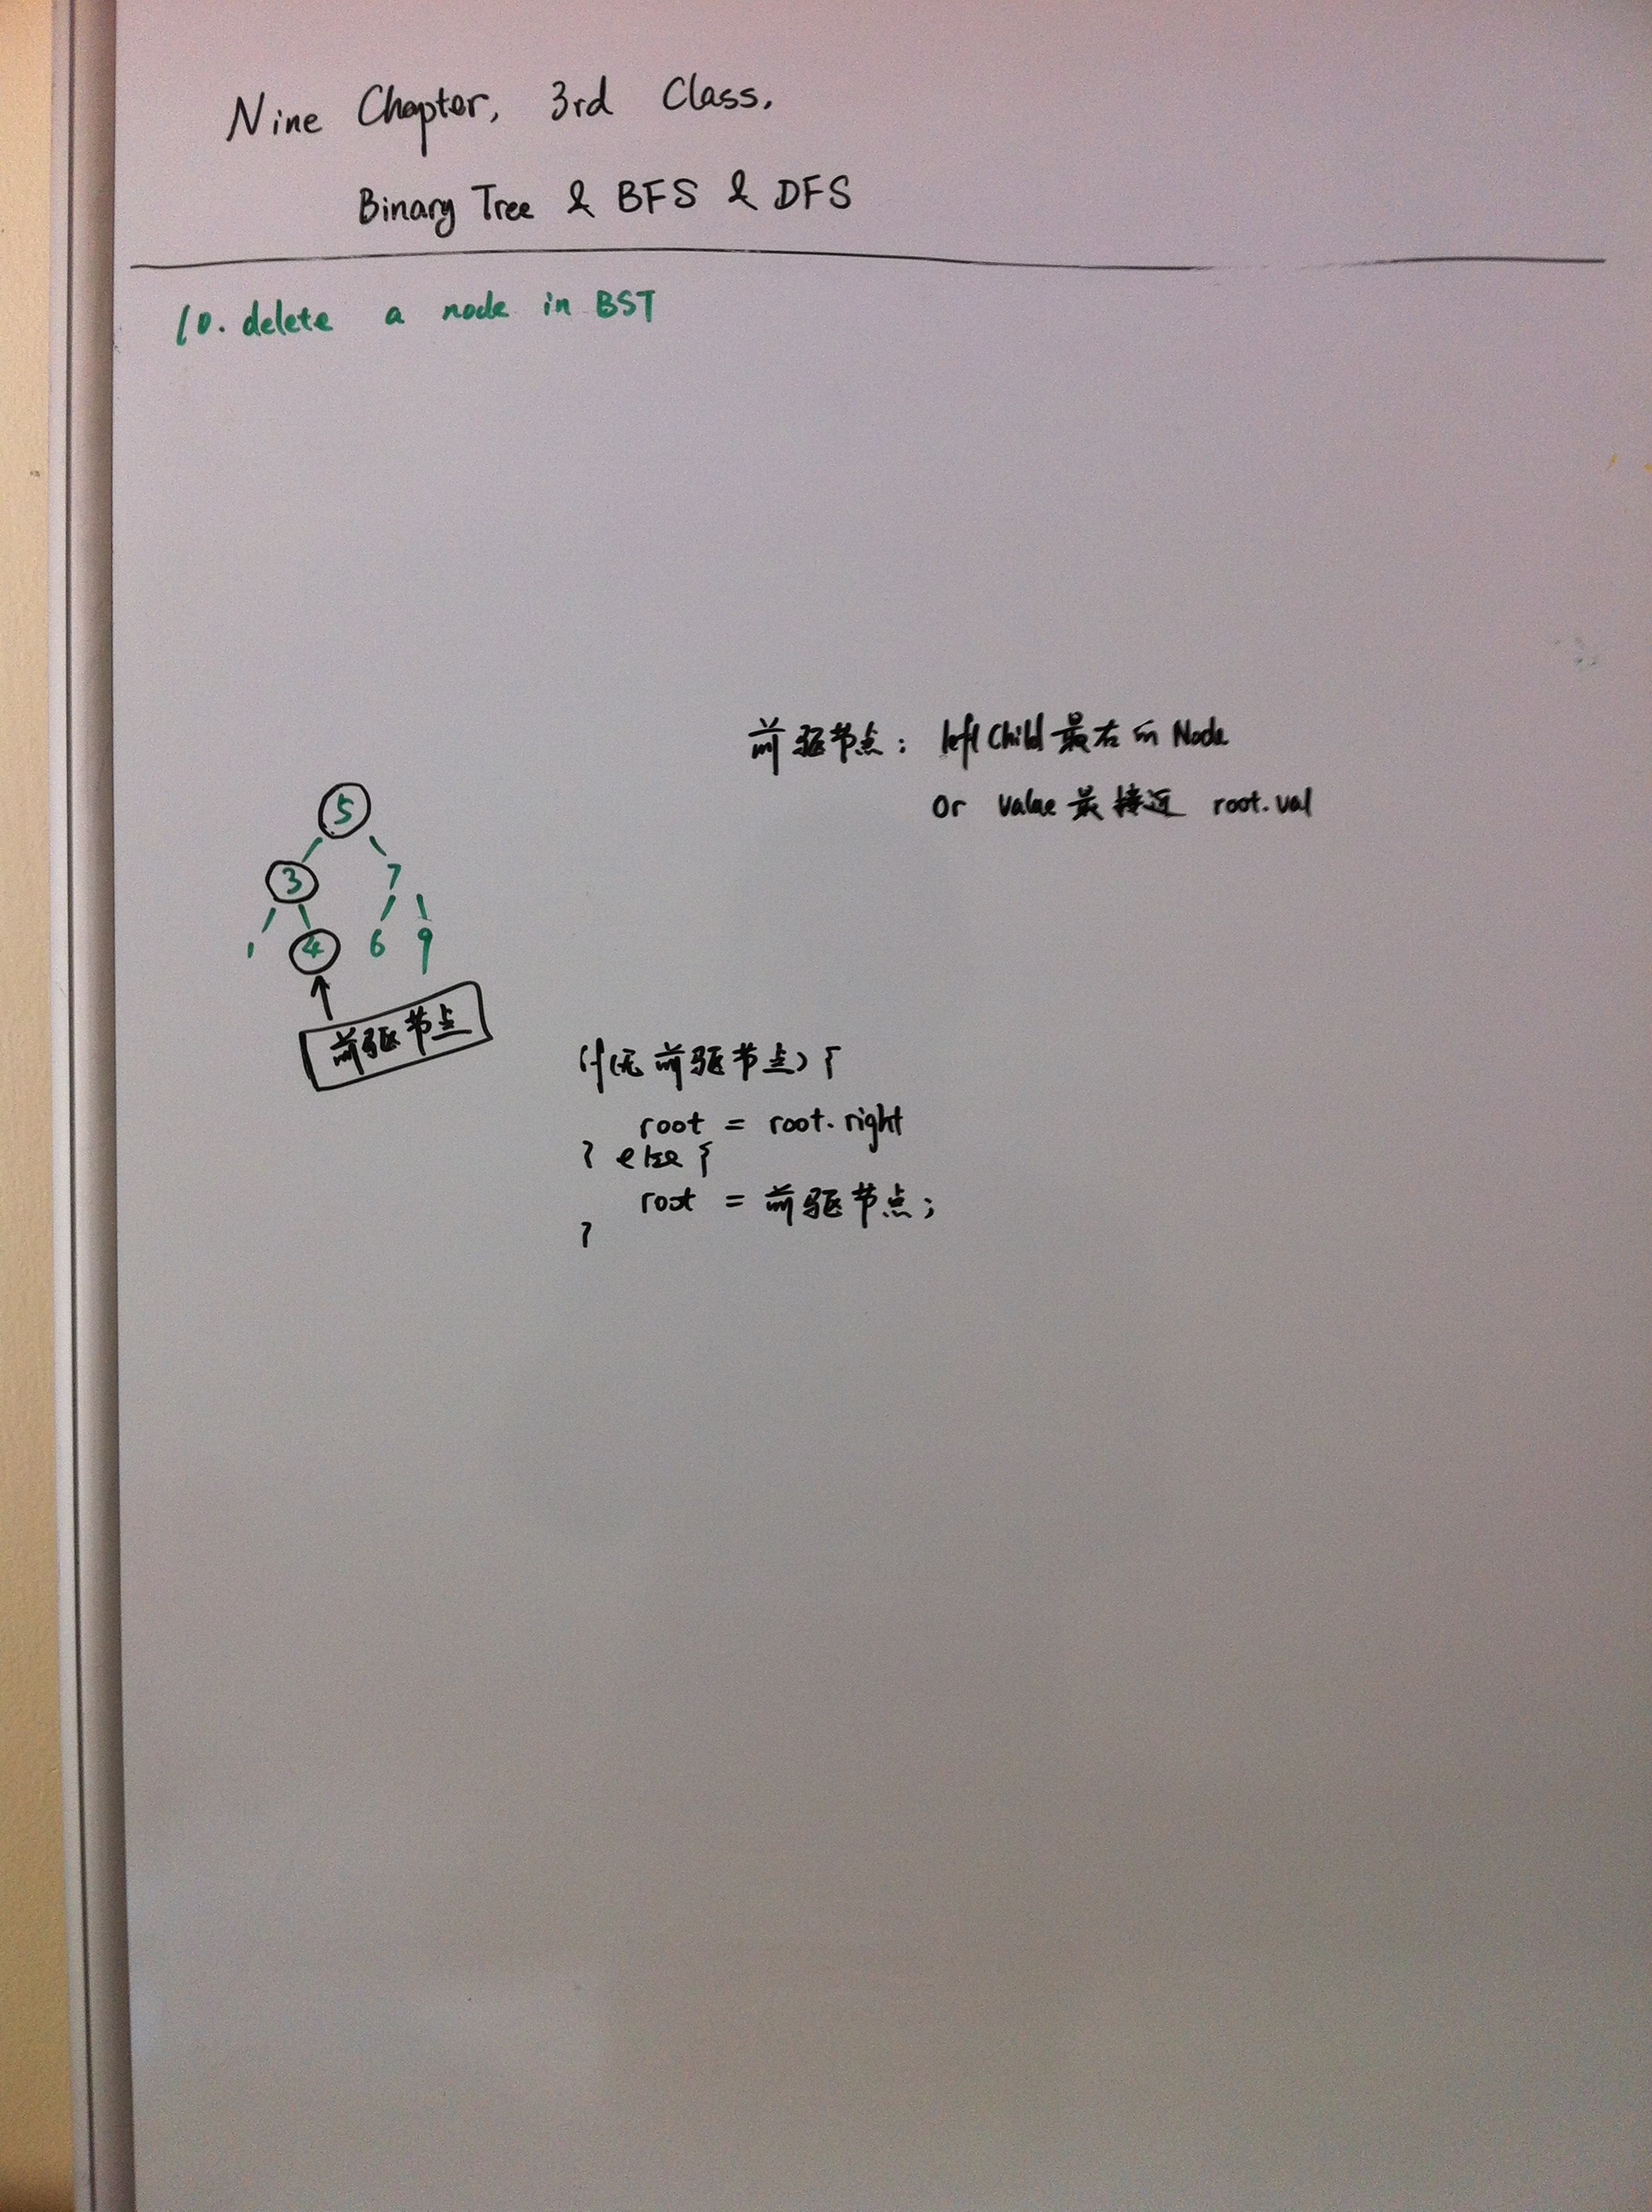 Nine Chapter, 3rd Class.
Binary Tree & BFS & DFS
10. delete a node in BST
前驱节点: left Child 最右的 Node
Or value 最接近 root.val
5
3 7
1 4 6 9
前驱节点
if(无前驱节点) {
root = root.right
} else {
root = 前驱节点;
}